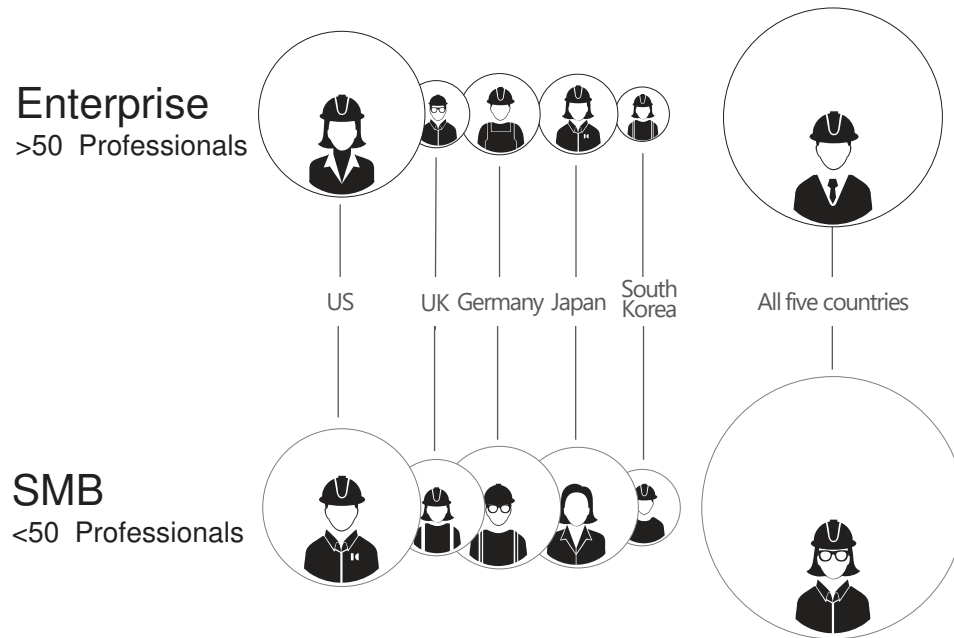 Enterprise
>50 Professionals
US
UK
Germany
Japan
South
Korea
All five countries
SMB
<50 Professionals